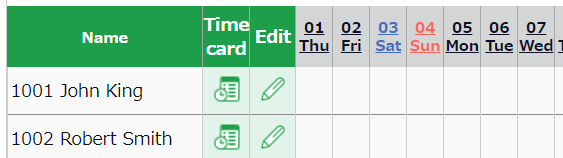 Name Time card Edit 01 Thu 02 Fri 03 Sat 04 Sun 05 Mon 06 Tue 07 Wed
1001 John King
1002 Robert Smith